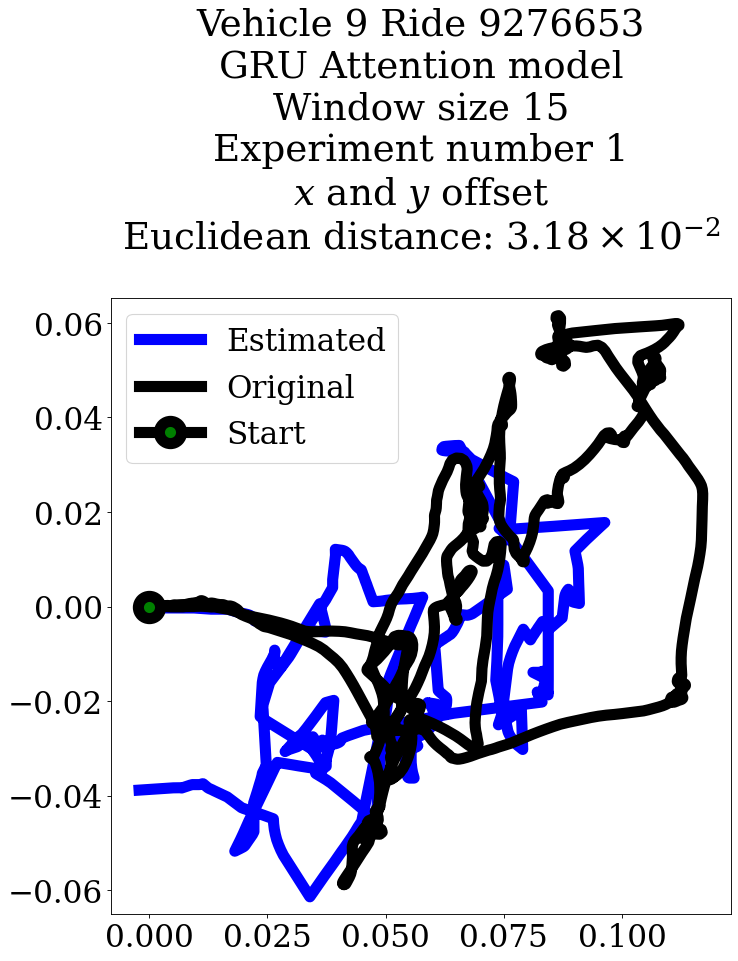 Vehicle 9 Ride 9276653
GRU Attention model
Window size 15
Experiment number 1
x and y offset
Euclidean distance: 3.18 × 10⁻²
Estimated
Original
Start
0.06
0.04
0.02
0.00
−0.02
−0.04
−0.06
0.000 0.025 0.050 0.075 0.100